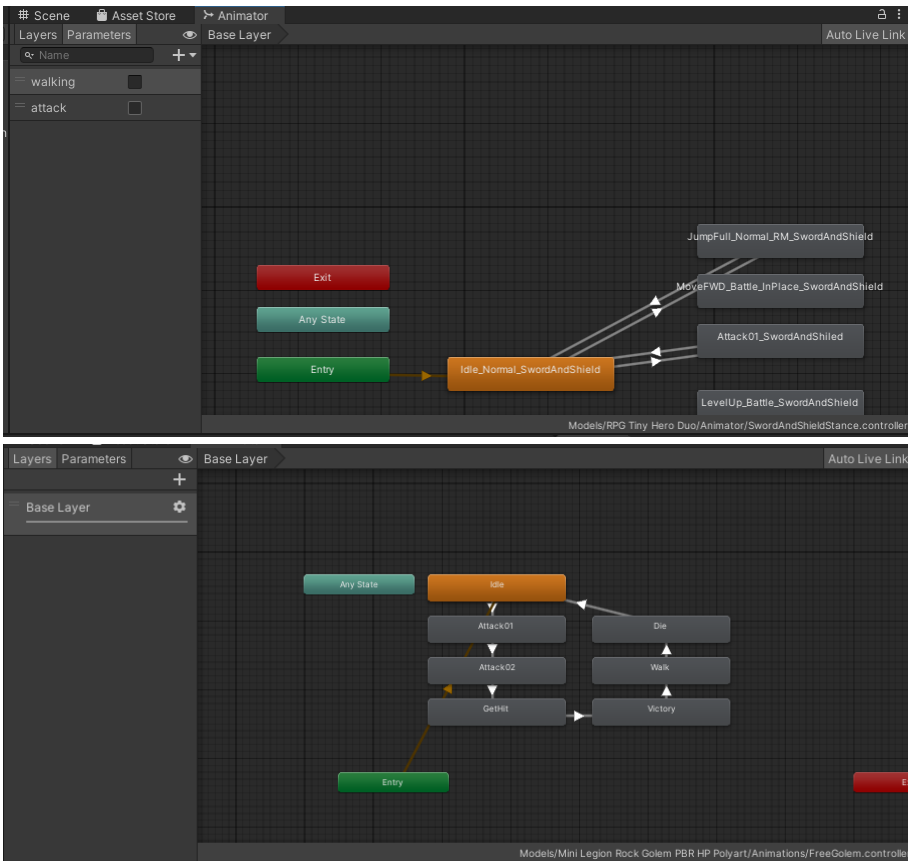 Scene Asset Store Animator
Layers Parameters Base Layer Auto Live Link
Name
walking
attack
JumpFull_Normal_RM_SwordAndShield
Exit
MoveFWD_Battle_InPlace_SwordAndShield
Any State
Attack01_SwordAndShiled
Entry
Idle_Normal_SwordAndShield
LevelUp_Battle_SwordAndShield
Models/RPG Tiny Hero Duo/Animator/SwordAndShieldStance.controller
Layers Parameters Base Layer Auto Live Link
Base Layer
Any State Idle
Attack01 Die
Attack02 Walk
GetHit Victory
Entry
Models/Mini Legion Rock Golem PBR HP Polyart/Animations/FreeGolem.controlle